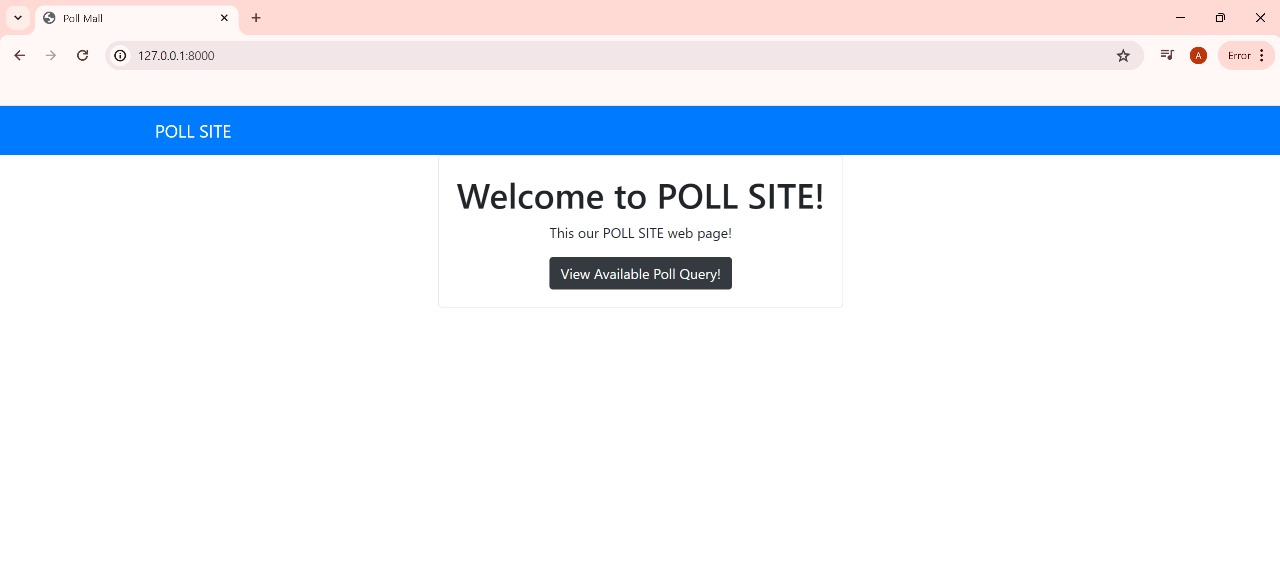 Poll Mall
127.0.0.1:8000
A
Error
POLL SITE
Welcome to POLL SITE!
This our POLL SITE web page!
View Available Poll Query!